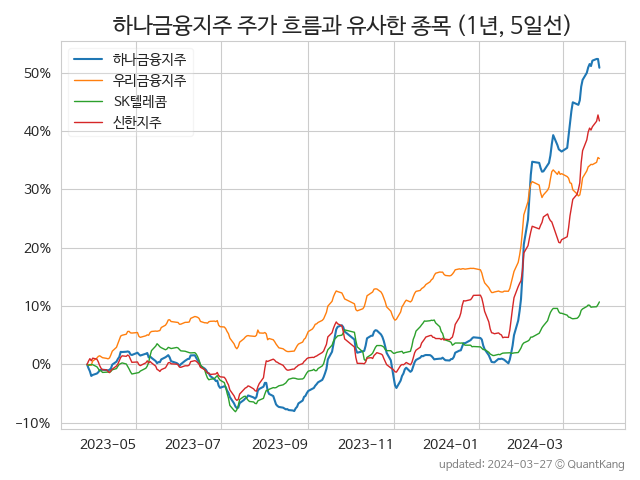 하나금융지주 주가 흐름과 유사한 종목 (1년, 5일선)
하나금융지주
우리금융지주
SK텔레콤
신한지주
50%
40%
30%
20%
10%
0%
−10%
2023-05 2023-07 2023-09 2023-11 2024-01 2024-03
updated: 2024-03-27 © QuantKang